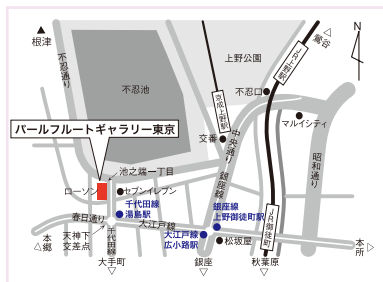 ▲
根津
不忍通り
上野公園
鶯谷
N
JR上野駅
京成上野駅
不忍池
不忍口
マルイシティ
交番
中央通り
昭和通り
パールフルートギャラリー東京
池之端一丁目
ローソン
セブンイレブン
銀座線
千代田線
湯島駅
銀座線
上野御徒町駅
JR御徒町
春日通り
大江戸線
大江戸線
広小路駅
松坂屋
本郷
天神下
交差点
千代田線
大手町
銀座
秋葉原
本所